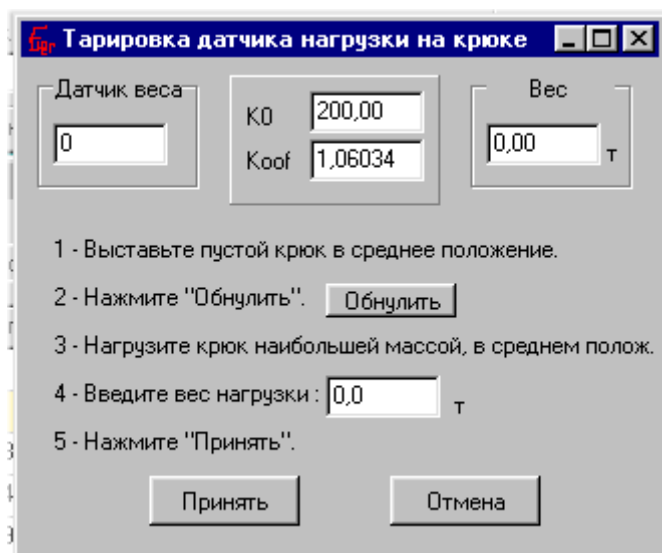 Тарировка датчика нагрузки на крюке
Датчик веса
0
K0 200,00
Koof 1,06034
Вес
0,00 т
1 - Выставьте пустой крюк в среднее положение.
2 - Нажмите "Обнулить". Обнулить
3 - Нагрузите крюк наибольшей массой, в среднем полож.
4 - Введите вес нагрузки : 0,0 т
5 - Нажмите "Принять".
Принять Отмена